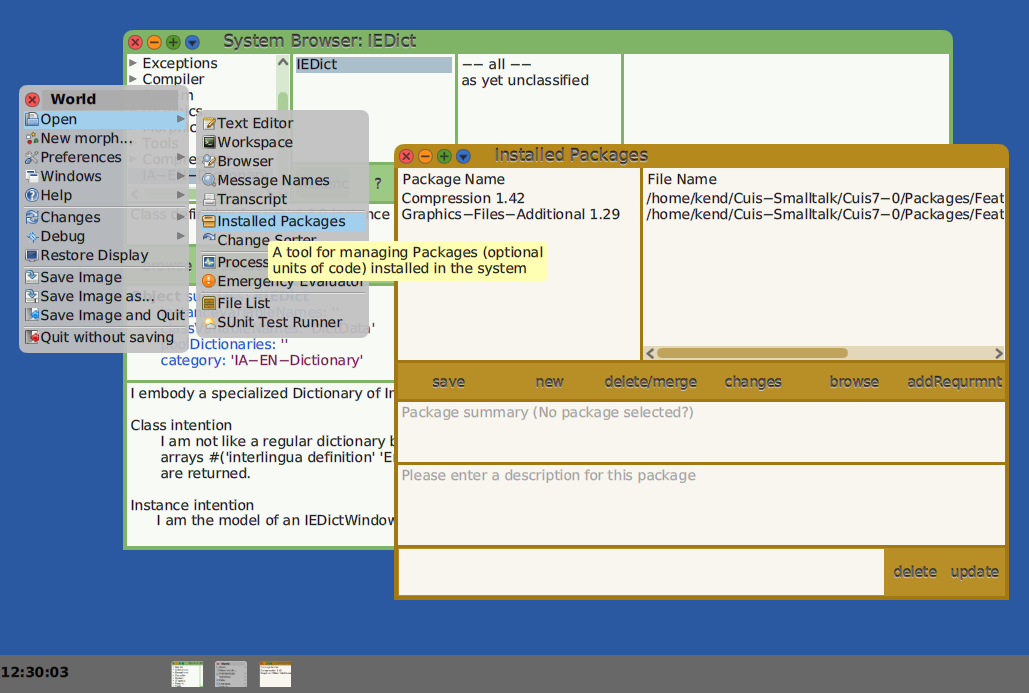 System Browser: IEDict
Exceptions
Compiler
IEDict
-- all --
as yet unclassified
?
World
Open
New morph...
Preferences
Windows
Help
Changes
Debug
Restore Display
Save Image
Save Image as...
Save Image and Quit
Quit without saving
Text Editor
Workspace
Browser
Message Names
Transcript
Installed Packages
Change Sorter
Process
Emergency Evaluator
File List
SUnit Test Runner
A tool for managing Packages (optional
units of code) installed in the system
category: 'IA-EN-Dictionary'
I embody a specialized Dictionary of
Class intention
I am not like a regular dictionary
arrays #('interlingua definition'
are returned.
Instance intention
I am the model of an IEDictWindow
Installed Packages
Package Name
Compression 1.42
Graphics-Files-Additional 1.29
File Name
/home/kend/Cuis-Smalltalk/Cuis7-0/Packages/Feat
/home/kend/Cuis-Smalltalk/Cuis7-0/Packages/Feat
save new delete/merge changes browse addRequrmnt
Package summary (No package selected?)
Please enter a description for this package
delete update
12:30:03